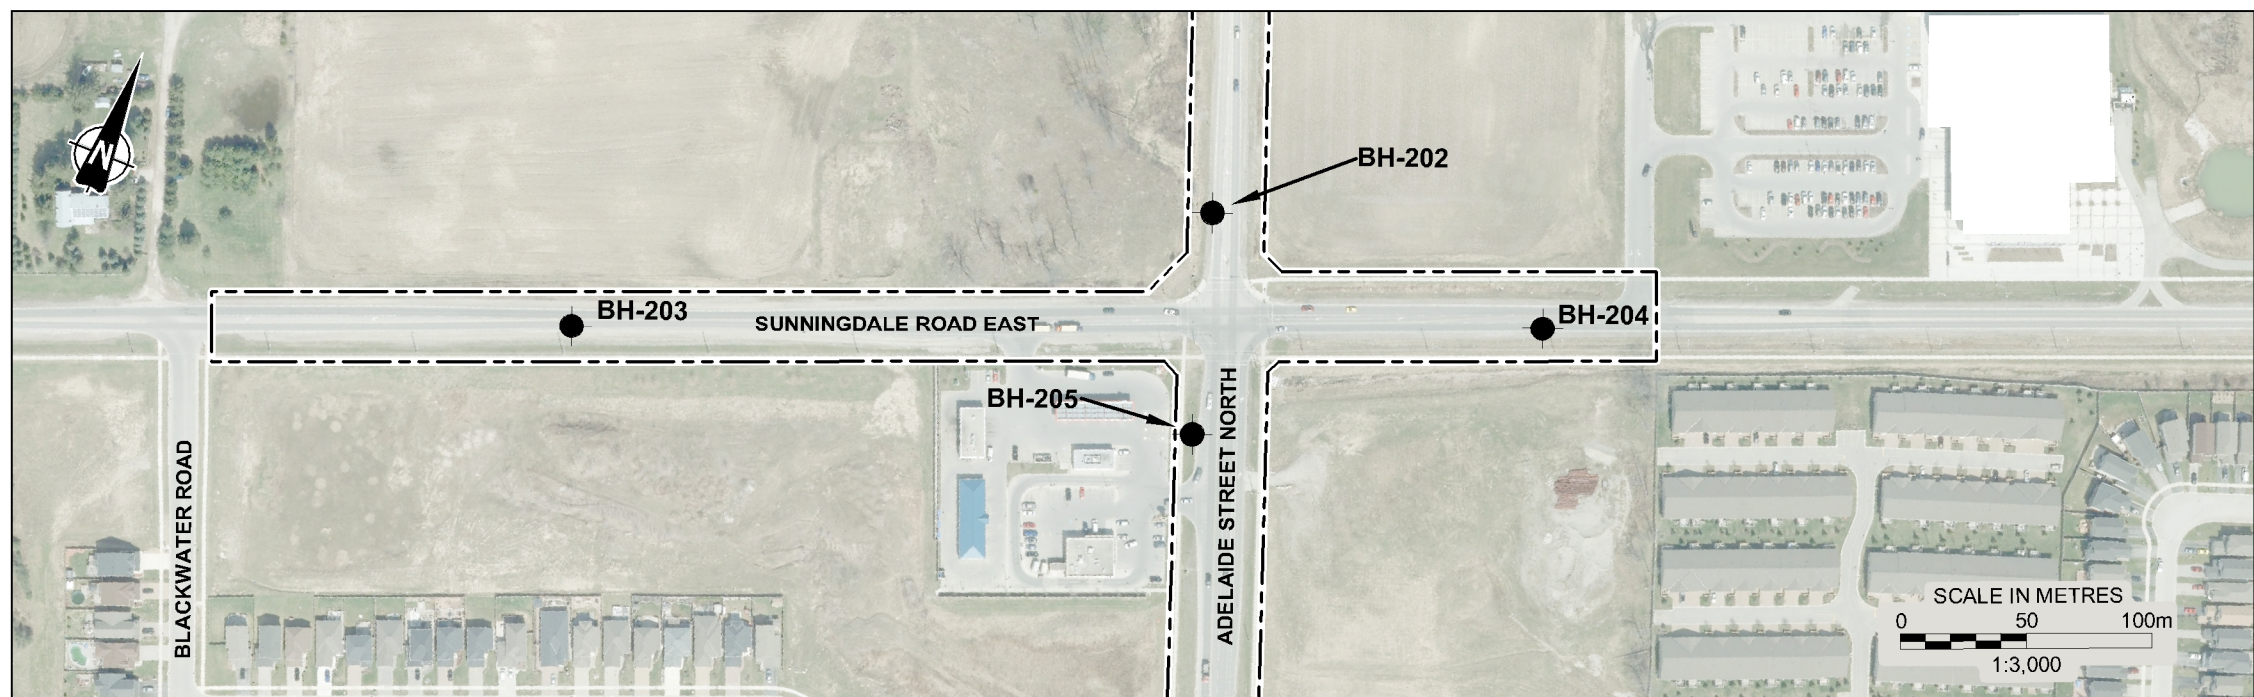 N
BH-202
BH-203
SUNNINGDALE ROAD EAST
BH-204
BH-205
ADELAIDE STREET NORTH
BLACKWATER ROAD
SCALE IN METRES
0 50 100m
1:3,000